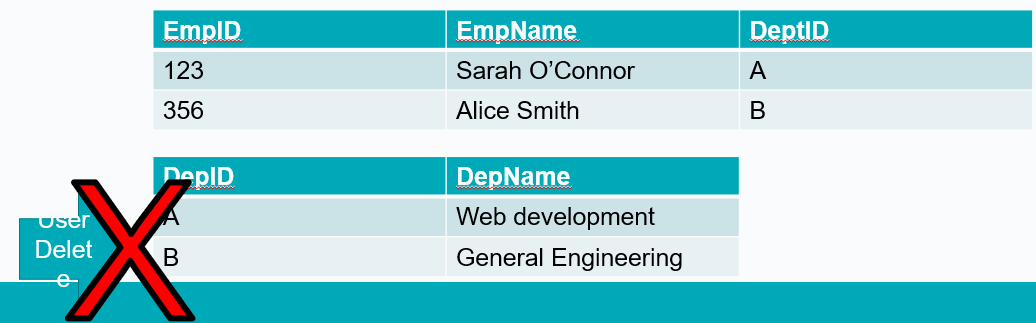 EmpID EmpName DeptID
123 Sarah O’Connor A
356 Alice Smith B
DepID DepName
A Web development
B General Engineering
User
Delet
e